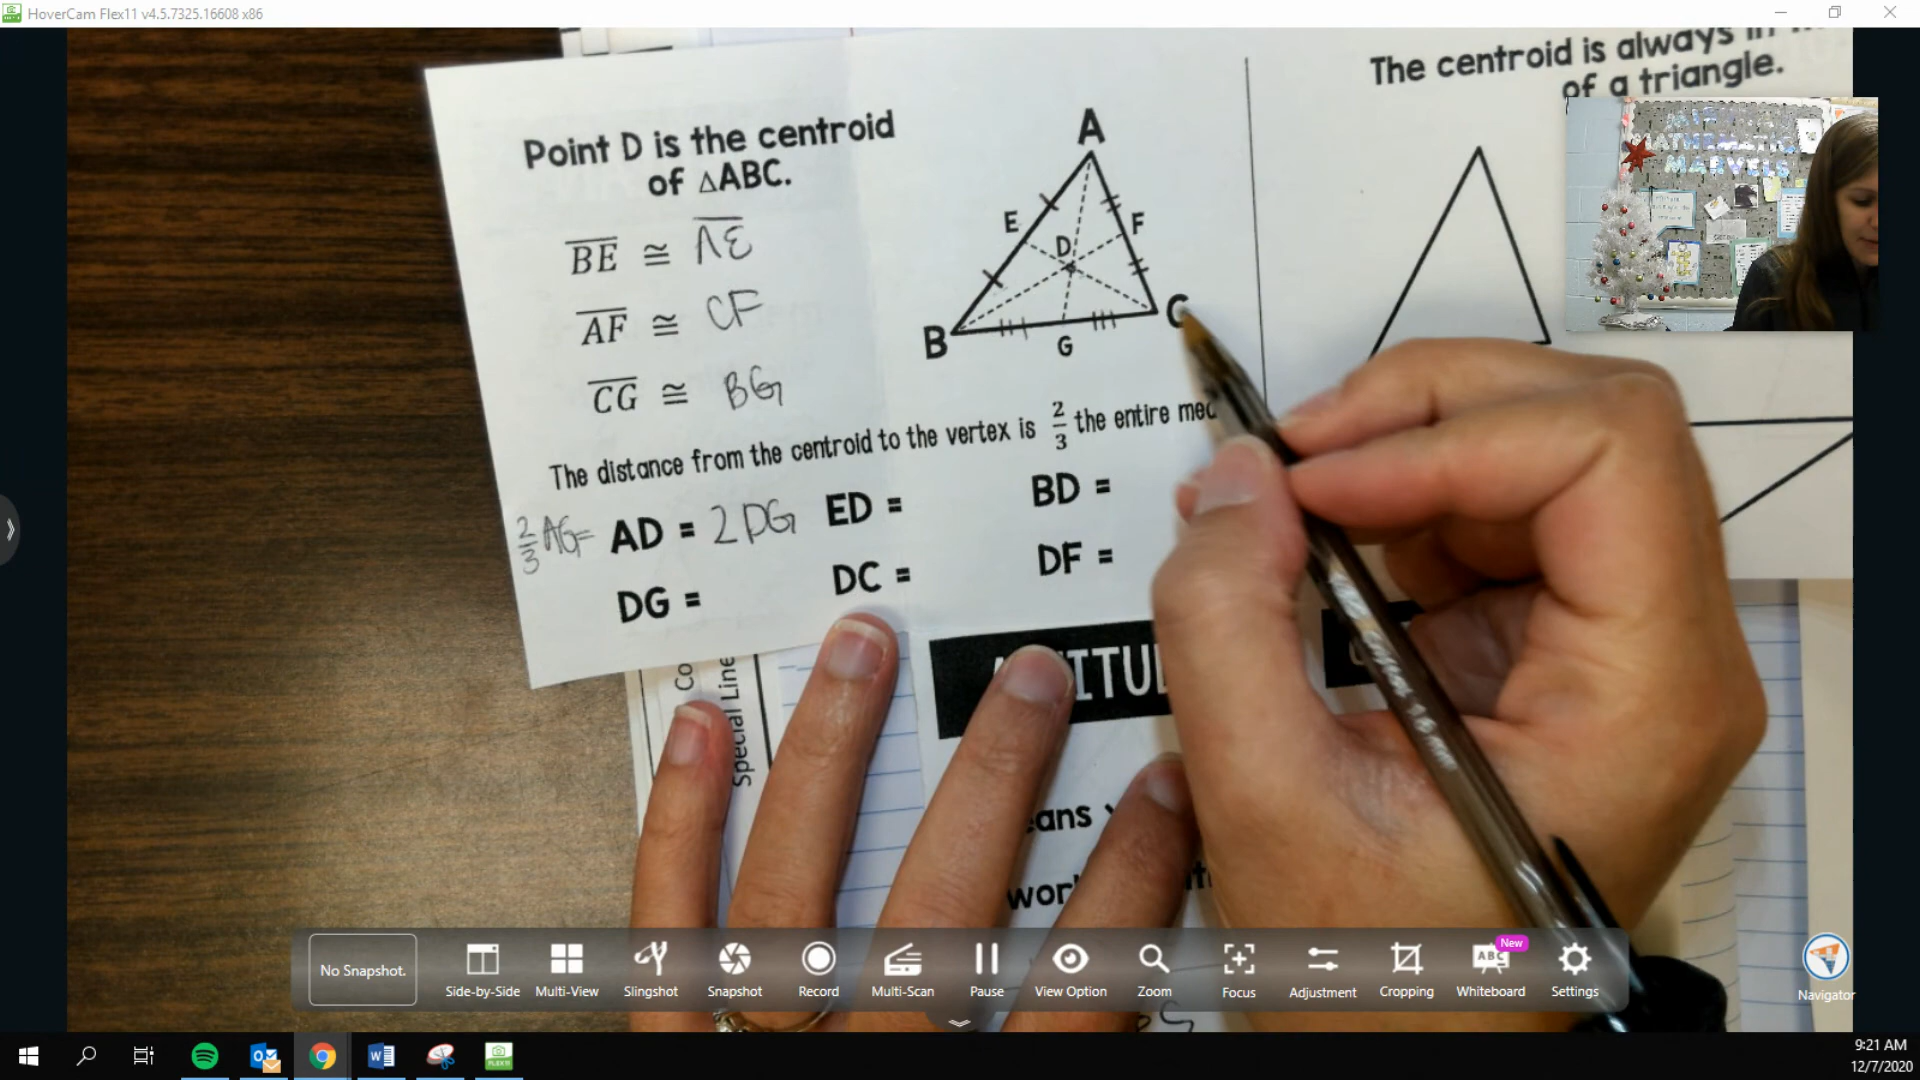 HoverCam Flex11 v4.5.7325.16608 x86
The centroid is always in
of a triangle.
Point D is the centroid
of △ABC.
BE ≅ AE
AF ≅ CF
CG ≅ BG
A
E
F
D
B
C
G
The distance from the centroid to the vertex is 2/3 the entire
2/3 AG= AD = 2DG ED = BD =
DG = DC = DF =
MARVELS
Special Line
No Snapshot.
Side-by-Side
Multi-View
Slingshot
Snapshot
Record
Multi-Scan
Pause
View Option
Zoom
Focus
Adjustment
Cropping
New
ABC
Whiteboard
Settings
Navigator
9:21 AM
12/7/2020